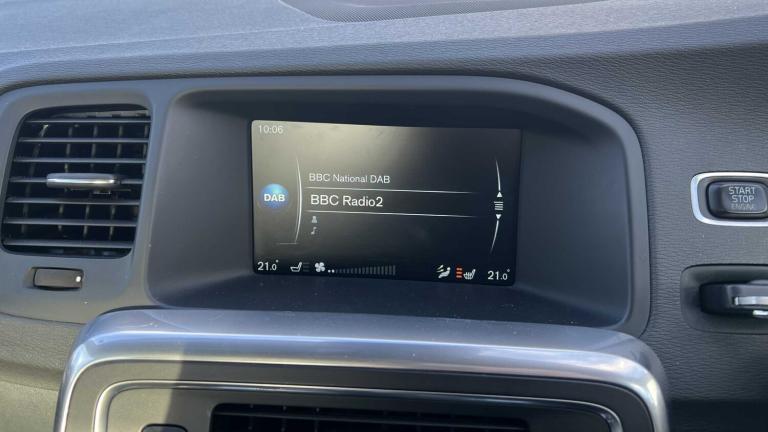 10:06
BBC National DAB
DAB
BBC Radio2
21.0°
21.0°
START
STOP
ENGINE